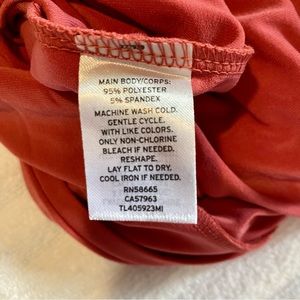 MAIN BODY/CORPS:
95% POLYESTER
5% SPANDEX
MACHINE WASH COLD.
GENTLE CYCLE.
WITH LIKE COLORS.
ONLY NON-CHLORINE
BLEACH IF NEEDED.
RESHAPE.
LAY FLAT TO DRY.
COOL IRON IF NEEDED.
RN58665
CA57963
TL405923MI